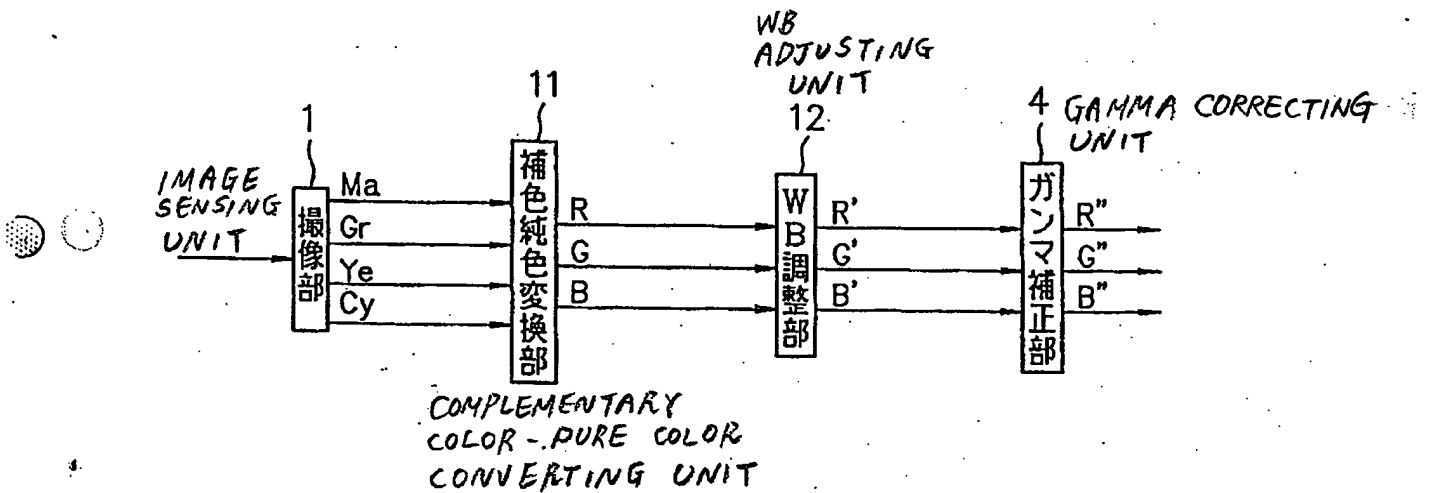 WB
ADJUSTING
UNIT
12
11
1
4
GAMMA CORRECTING
UNIT
IMAGE
SENSING
UNIT
撮像部
Ma
Gr
Ye
Cy
補色純色変換部
R
G
B
WB調整部
R'
G'
B'
ガンマ補正部
R"
G"
B"
COMPLEMENTARY
COLOR-PURE COLOR
CONVERTING UNIT